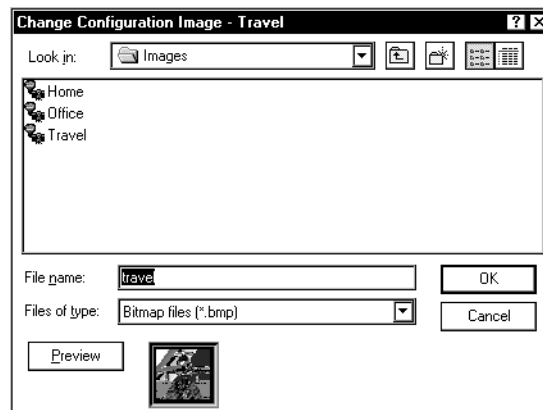 Change Configuration Image - Travel
Look in: Images
Home
Office
Travel
File name: travel OK
Files of type: Bitmap files (*.bmp) Cancel
Preview